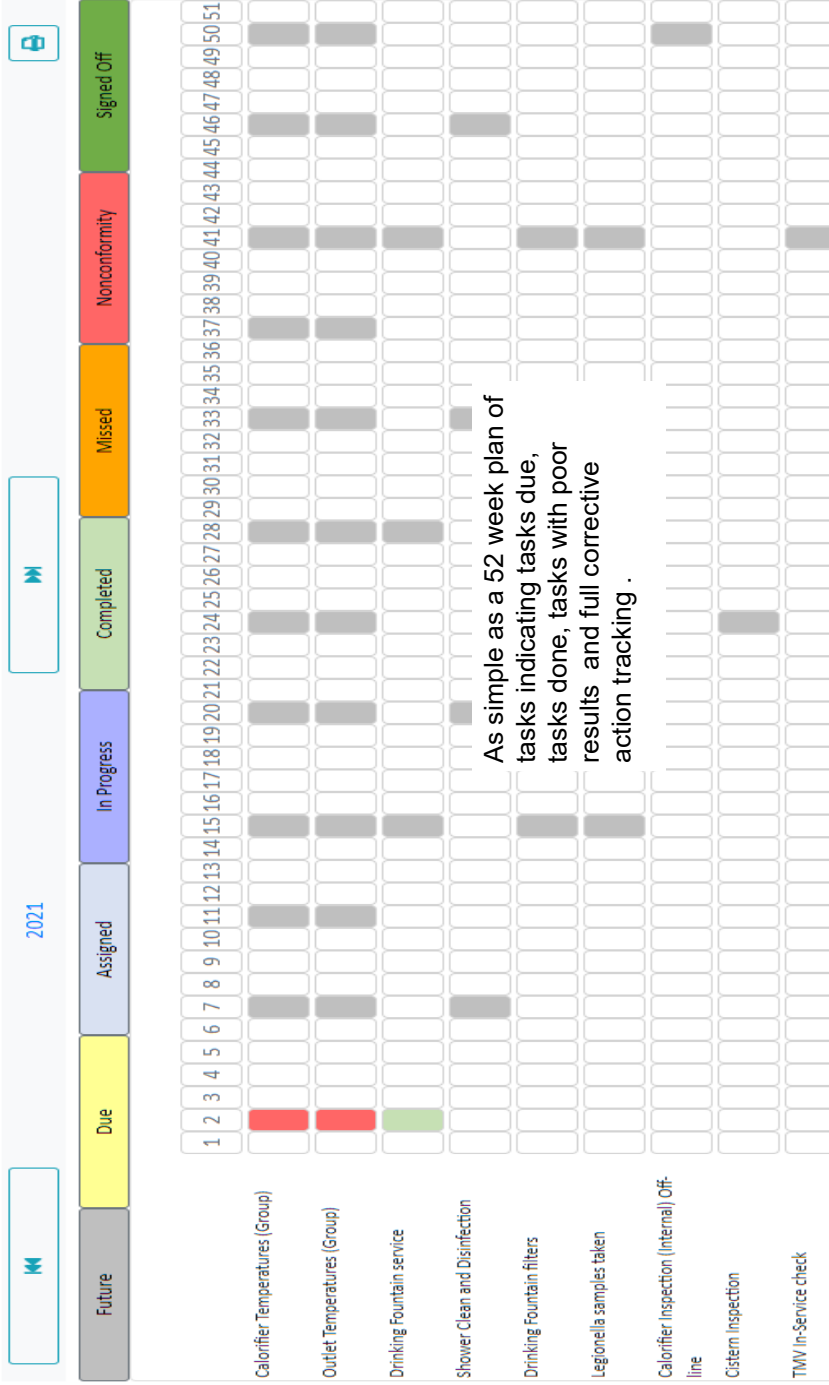 2021
Future Due Assigned In Progress Completed Missed Nonconformity Signed Off
1 2 3 4 5 6 7 8 9 10 11 12 13 14 15 16 17 18 19 20 21 22 23 24 25 26 27 28 29 30 31 32 33 34 35 36 37 38 39 40 41 42 43 44 45 46 47 48 49 50 51
Calorifier Temperatures (Group)
Outlet Temperatures (Group)
Drinking Fountain service
Shower Clean and Disinfection
Drinking Fountain filters
Legionella samples taken
Calorifier Inspection (Internal) Off-
line
Cistern Inspection
TMV In-Service check
As simple as a 52 week plan of
tasks indicating tasks due,
tasks done, tasks with poor
results and full corrective
action tracking .